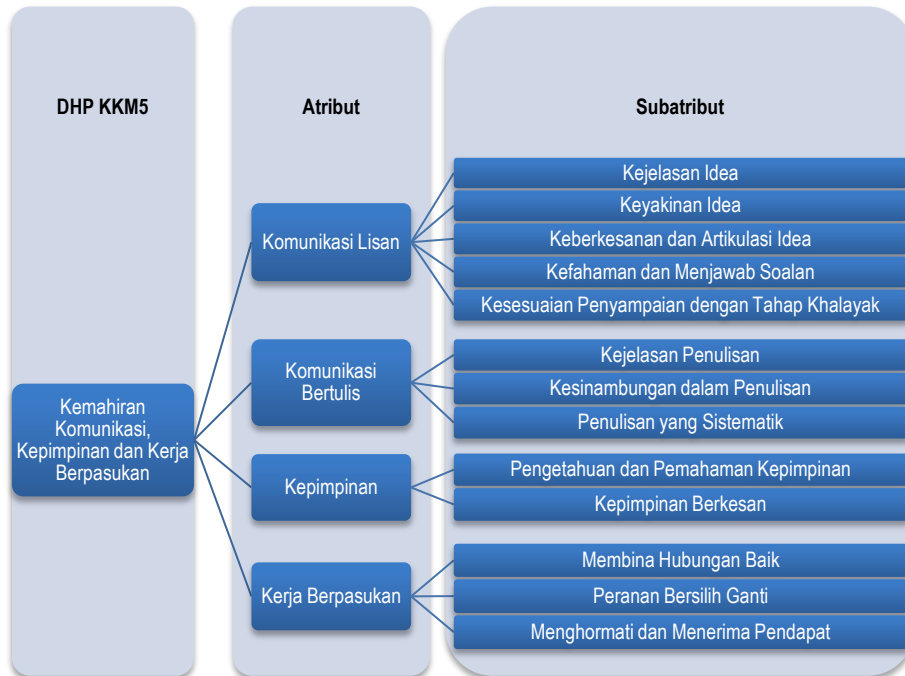 DHP KKM5
Atribut
Subatribut
Kemahiran
Komunikasi,
Kepimpinan dan Kerja
Berpasukan
Komunikasi Lisan
Kejelasan Idea
Keyakinan Idea
Keberkesanan dan Artikulasi Idea
Kefahaman dan Menjawab Soalan
Kesesuaian Penyampaian dengan Tahap Khalayak
Komunikasi
Bertulis
Kejelasan Penulisan
Kesinambungan dalam Penulisan
Penulisan yang Sistematik
Kepimpinan
Pengetahuan dan Pemahaman Kepimpinan
Kepimpinan Berkesan
Kerja Berpasukan
Membina Hubungan Baik
Peranan Bersilih Ganti
Menghormati dan Menerima Pendapat